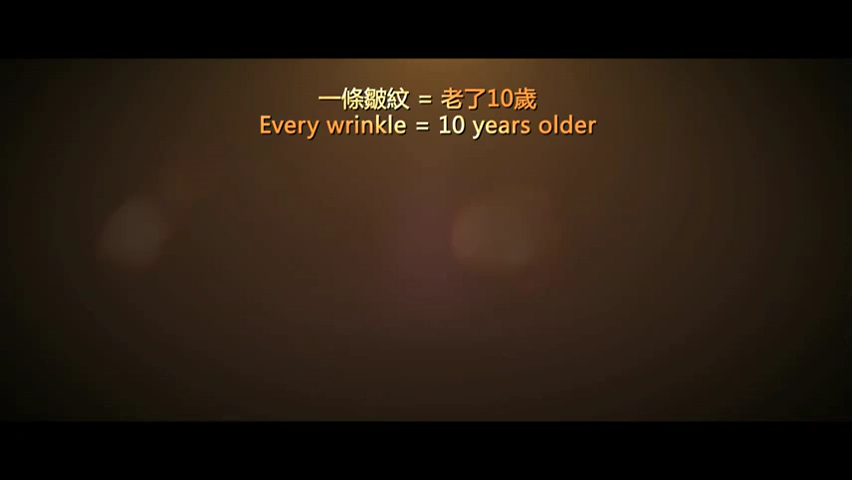 一條皺紋 = 老了10歲
Every wrinkle = 10 years older